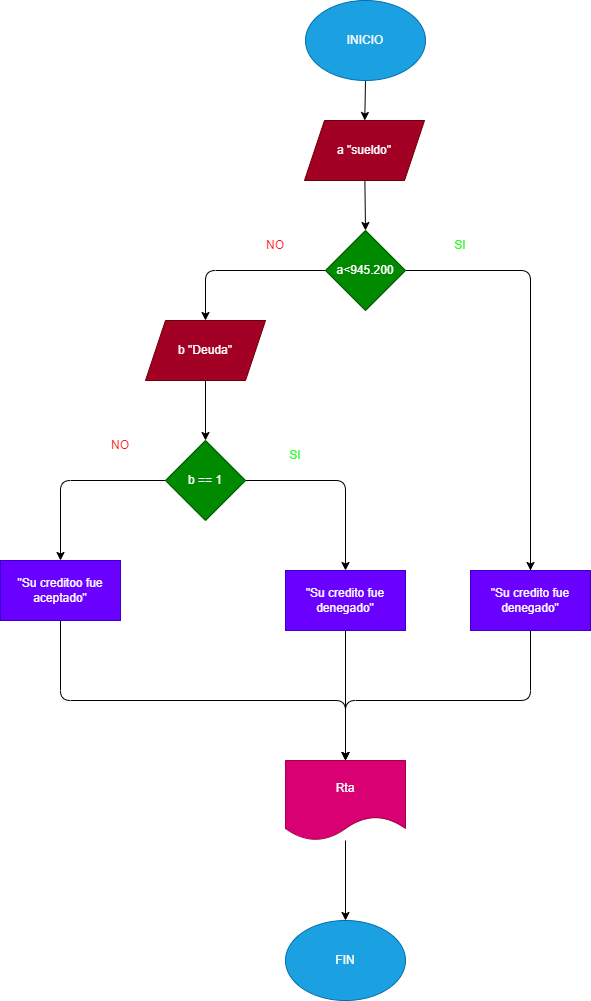 INICIO
a "sueldo"
NO
SI
a<945.200
b "Deuda"
NO
SI
b == 1
"Su creditoo fue
aceptado"
"Su credito fue
denegado"
"Su credito fue
denegado"
Rta
FIN